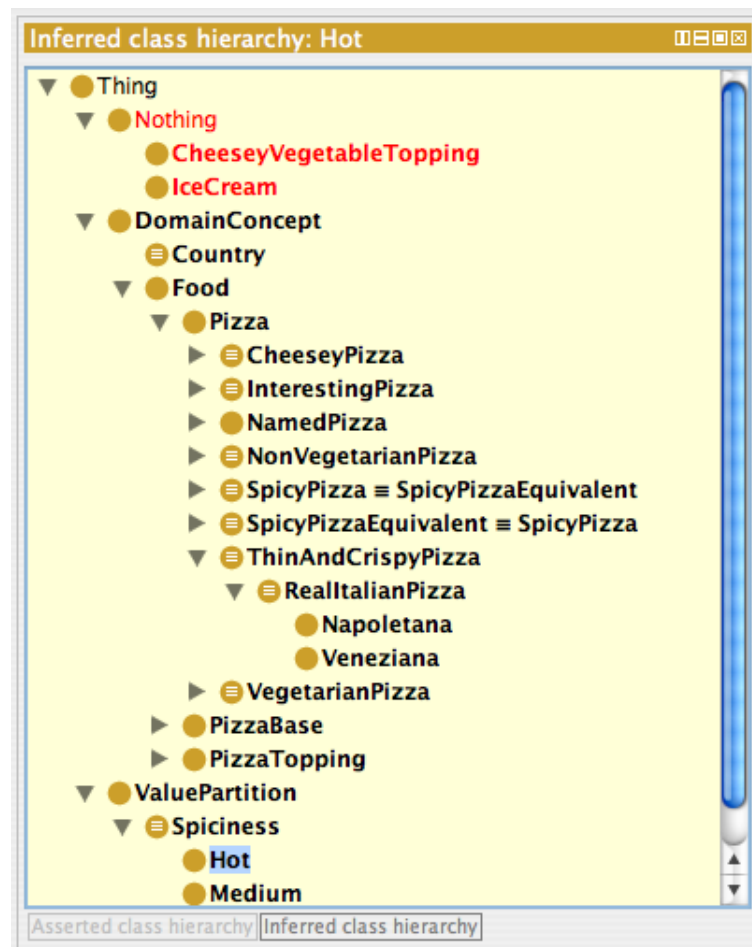 Inferred class hierarchy: Hot
Thing
Nothing
CheeseyVegetableTopping
IceCream
DomainConcept
Country
Food
Pizza
CheeseyPizza
InterestingPizza
NamedPizza
NonVegetarianPizza
SpicyPizza ≡ SpicyPizzaEquivalent
SpicyPizzaEquivalent ≡ SpicyPizza
ThinAndCrispyPizza
RealItalianPizza
Napoletana
Veneziana
VegetarianPizza
PizzaBase
PizzaTopping
ValuePartition
Spiciness
Hot
Medium
Asserted class hierarchy Inferred class hierarchy